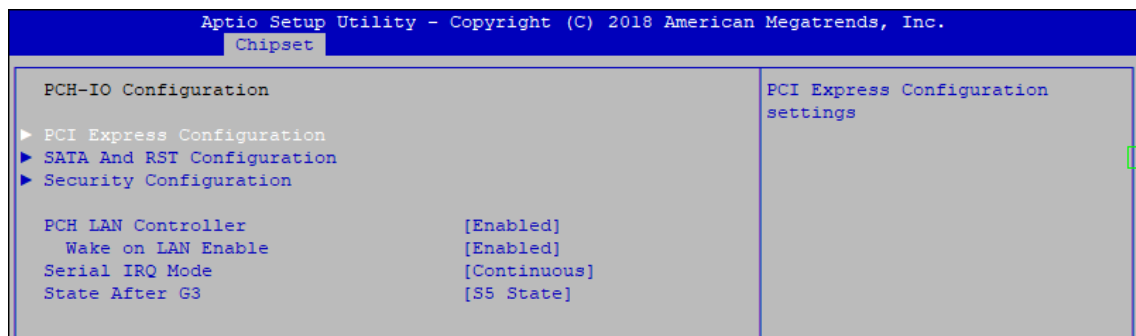 Aptio Setup Utility - Copyright (C) 2018 American Megatrends, Inc.
Chipset
PCH-IO Configuration
► PCI Express Configuration
► SATA And RST Configuration
► Security Configuration
PCH LAN Controller [Enabled]
Wake on LAN Enable [Enabled]
Serial IRQ Mode [Continuous]
State After G3 [S5 State]
PCI Express Configuration
settings